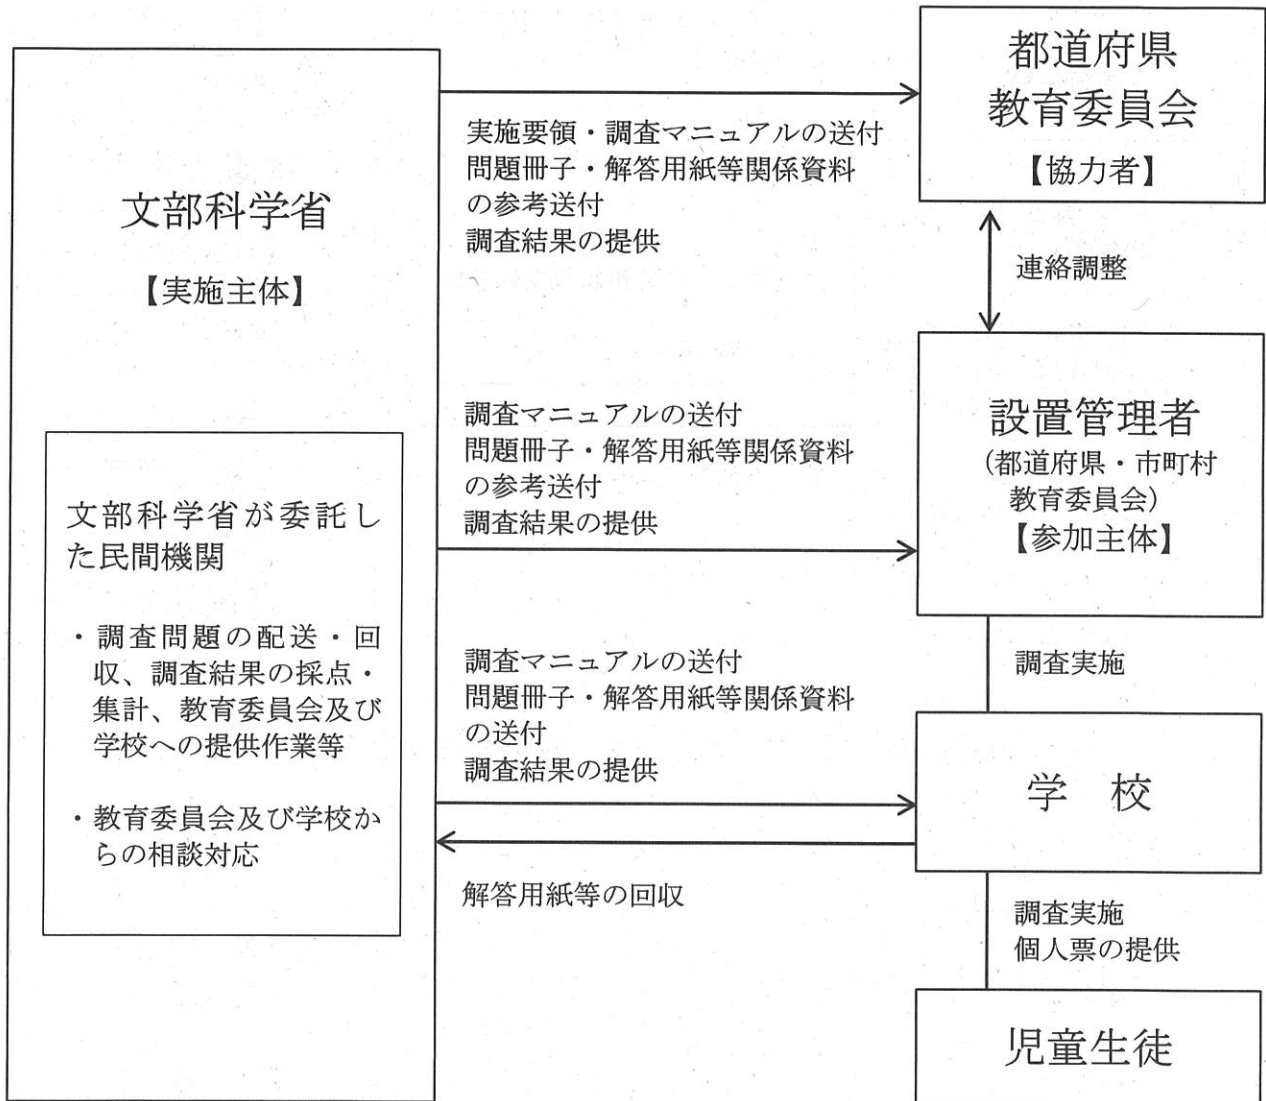 文部科学省
【実施主体】
文部科学省が委託し
た民間機関
・調査問題の配送・回
収、調査結果の採点・
集計、教育委員会及び
学校への提供作業等
・教育委員会及び学校か
らの相談対応
実施要領・調査マニュアルの送付
問題冊子・解答用紙等関係資料
の参考送付
調査結果の提供
都道府県
教育委員会
【協力者】
連絡調整
調査マニュアルの送付
問題冊子・解答用紙等関係資料
の参考送付
調査結果の提供
設置管理者
(都道府県・市町村
教育委員会)
【参加主体】
調査実施
調査マニュアルの送付
問題冊子・解答用紙等関係資料
の送付
調査結果の提供
学　校
解答用紙等の回収
調査実施
個人票の提供
児童生徒